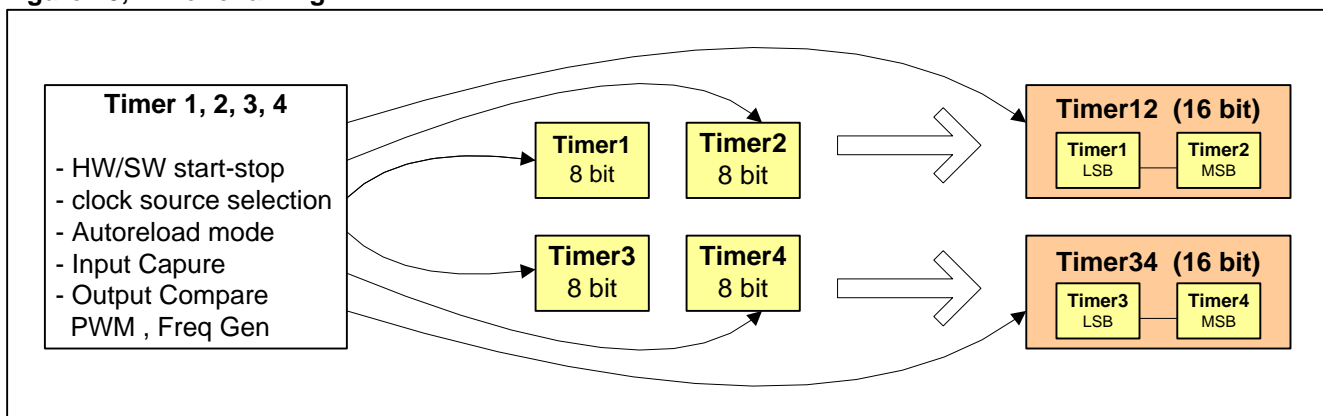 Timer 1, 2, 3, 4
- HW/SW start-stop
- clock source selection
- Autoreload mode
- Input Capure
- Output Compare
PWM , Freq Gen
Timer1
8 bit
Timer2
8 bit
Timer3
8 bit
Timer4
8 bit
Timer12 (16 bit)
Timer1
LSB
Timer2
MSB
Timer34 (16 bit)
Timer3
LSB
Timer4
MSB